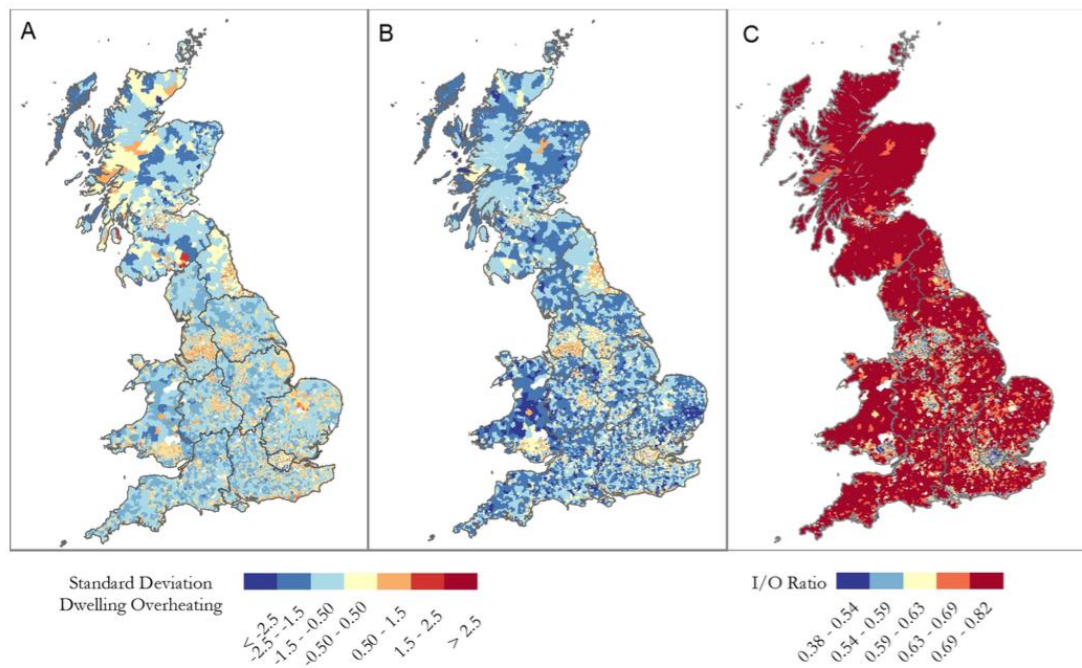 A
B
C
Standard Deviation
Dwelling Overheating
< -2.5
-2.5 - -1.5
-1.5 - -0.50
-0.50 - 0.50
0.50 - 1.5
1.5 - 2.5
> 2.5
I/O Ratio
0.38 - 0.54
0.54 - 0.59
0.59 - 0.63
0.63 - 0.69
0.69 - 0.82